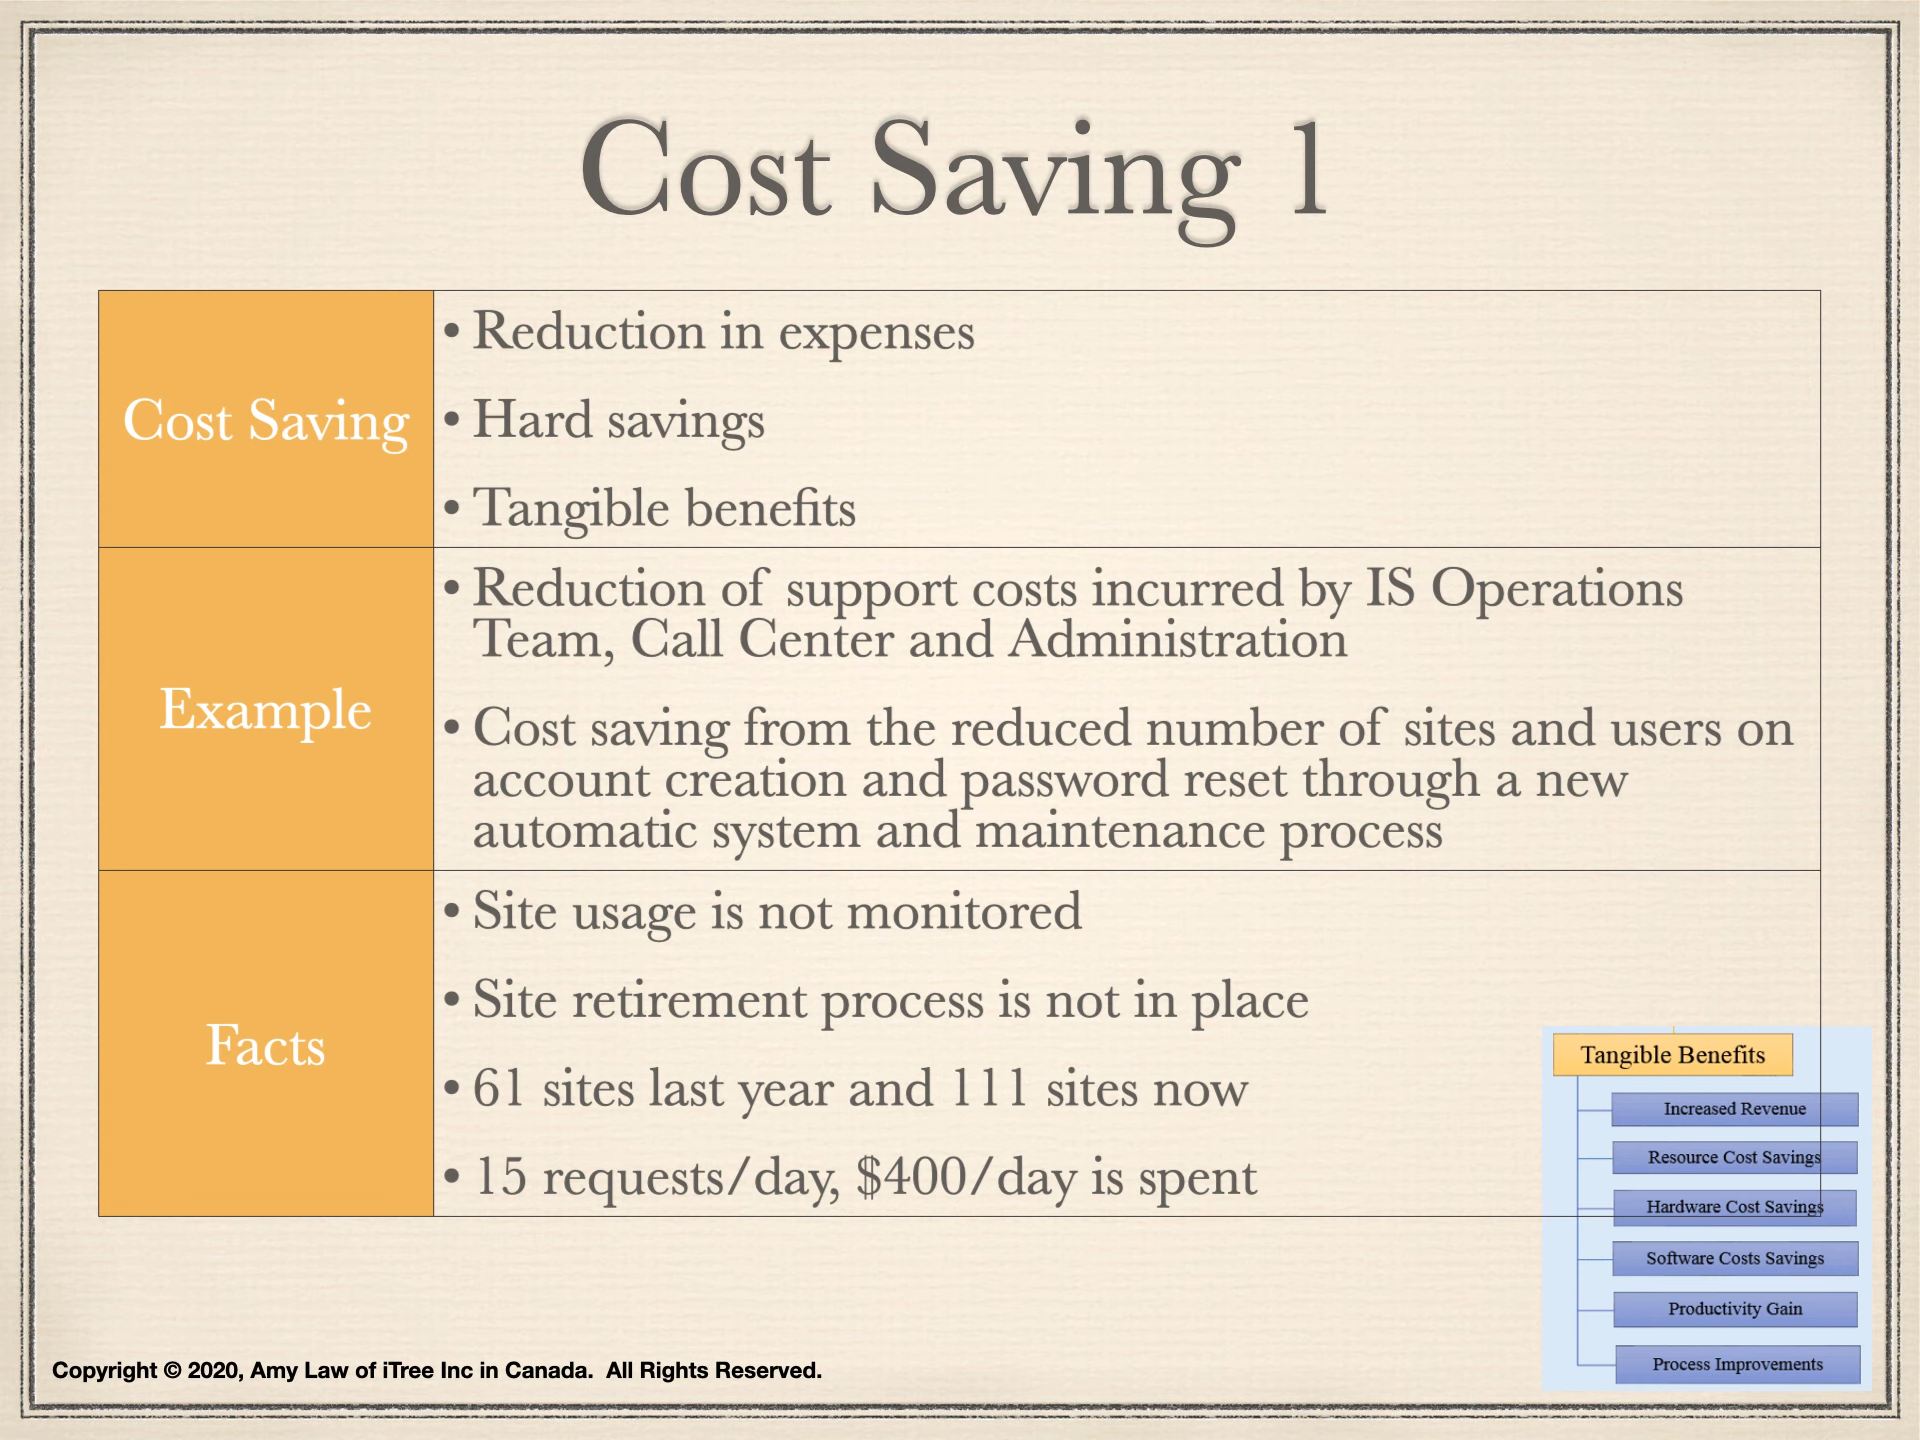 Cost Saving 1
Cost Saving
• Reduction in expenses
• Hard savings
• Tangible benefits
Example
• Reduction of support costs incurred by IS Operations
Team, Call Center and Administration
• Cost saving from the reduced number of sites and users on
account creation and password reset through a new
automatic system and maintenance process
Facts
• Site usage is not monitored
• Site retirement process is not in place
• 61 sites last year and 111 sites now
• 15 requests/day, $400/day is spent
Tangible Benefits
Increased Revenue
Resource Cost Savings
Hardware Cost Savings
Software Costs Savings
Productivity Gain
Process Improvements
Copyright © 2020, Amy Law of iTree Inc in Canada. All Rights Reserved.